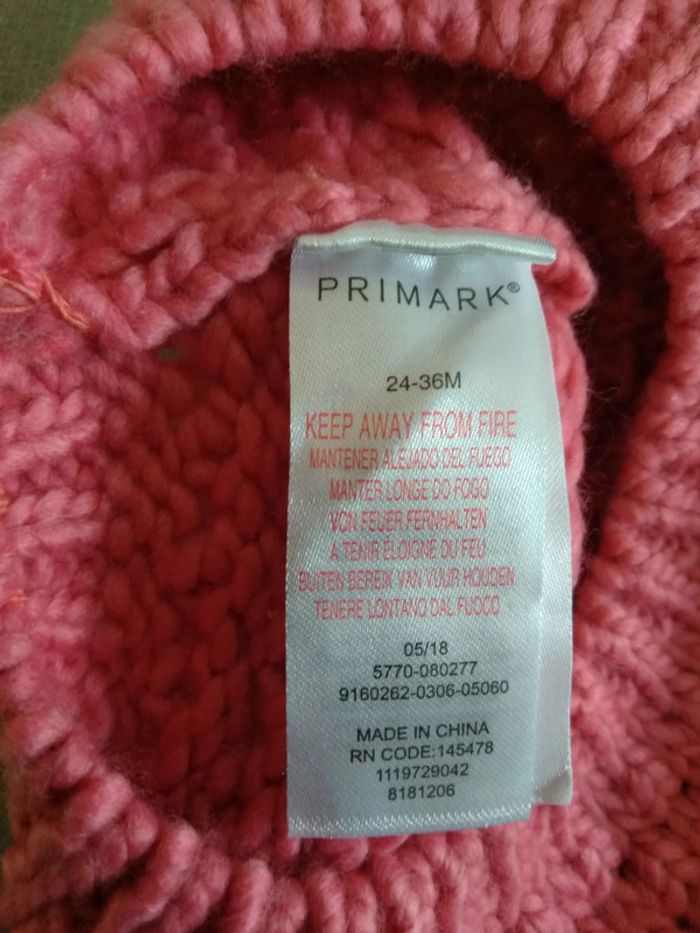 PRIMARK®
24-36M
KEEP AWAY FROM FIRE
MANTENER ALEJADO DEL FUEGO
MANTER LONGE DO FOGO
VON FEUER FERNHALTEN
A TENIR ELOIGNE DU FEU
BUITEN BEREIK VAN VUUR HOUDEN
TENERE LONTANO DAL FUOCO
05/18
5770-080277
9160262-0306-05060
MADE IN CHINA
RN CODE:145478
1119729042
8181206